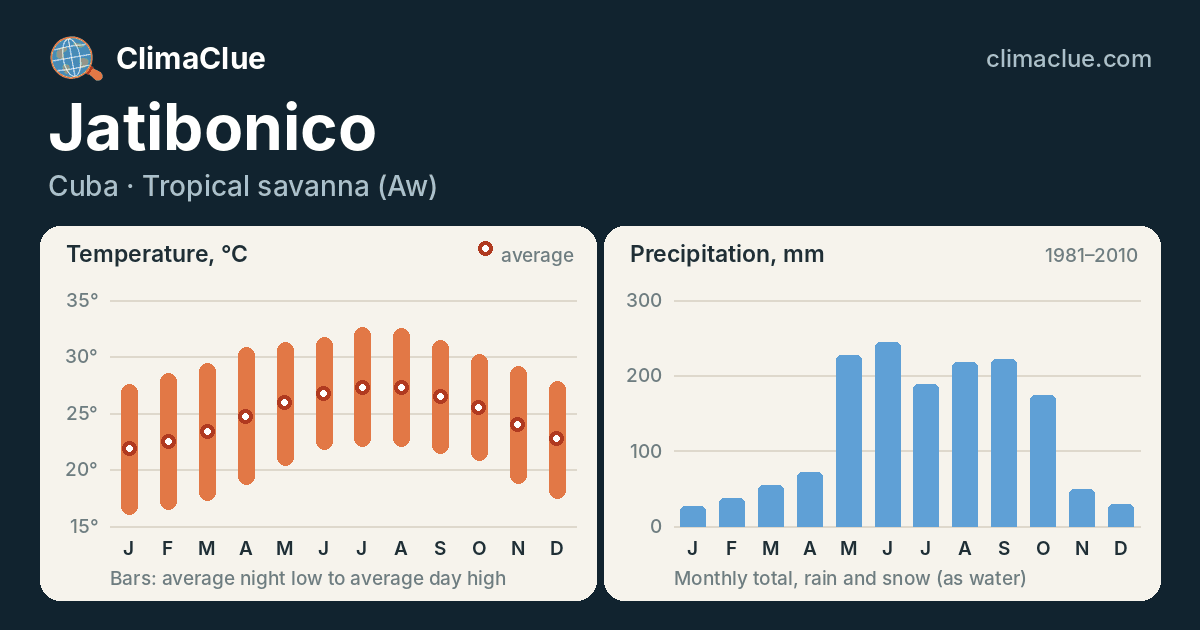 ClimaClue
climaclue.com
Jatibonico
Cuba · Tropical savanna (Aw)
Temperature, °C
average
35°
30°
25°
20°
15°
J F M A M J J A S O N D
Bars: average night low to average day high
Precipitation, mm
1981–2010
300
200
100
0
J F M A M J J A S O N D
Monthly total, rain and snow (as water)